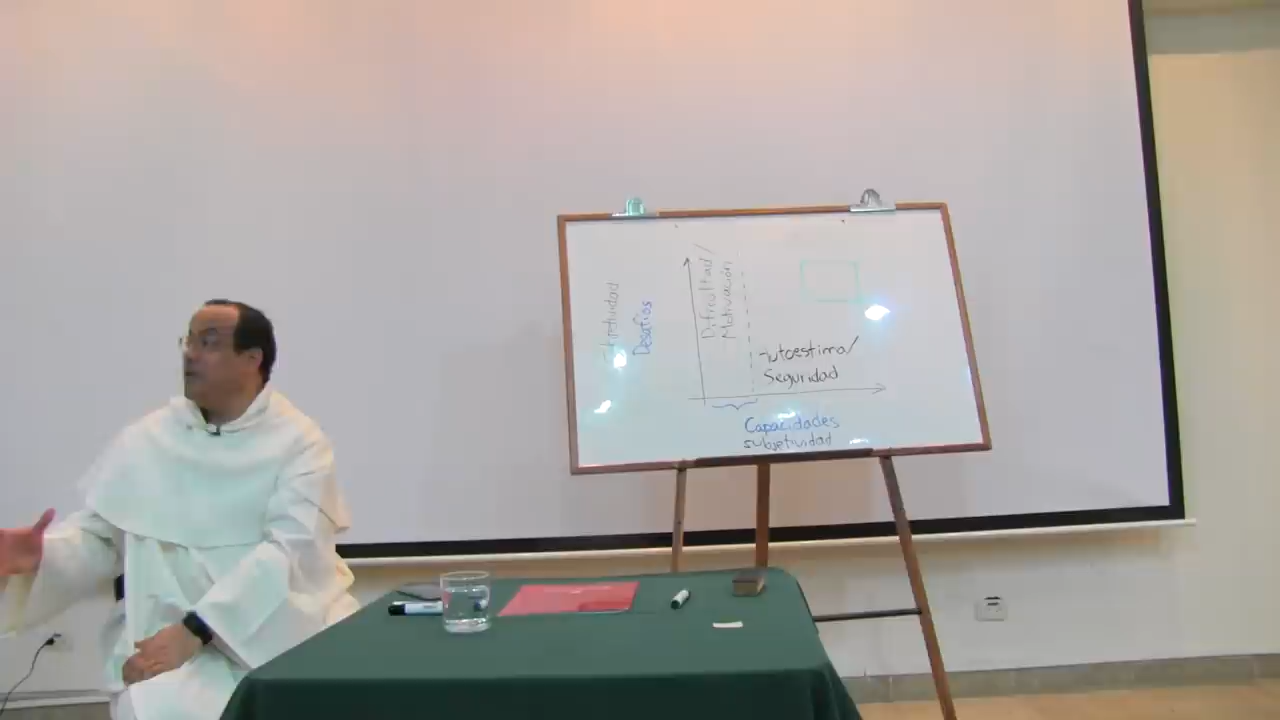 Desafíos
Dificultad/
Motivación
Autoestima/
Seguridad
Capacidades
subjetividad